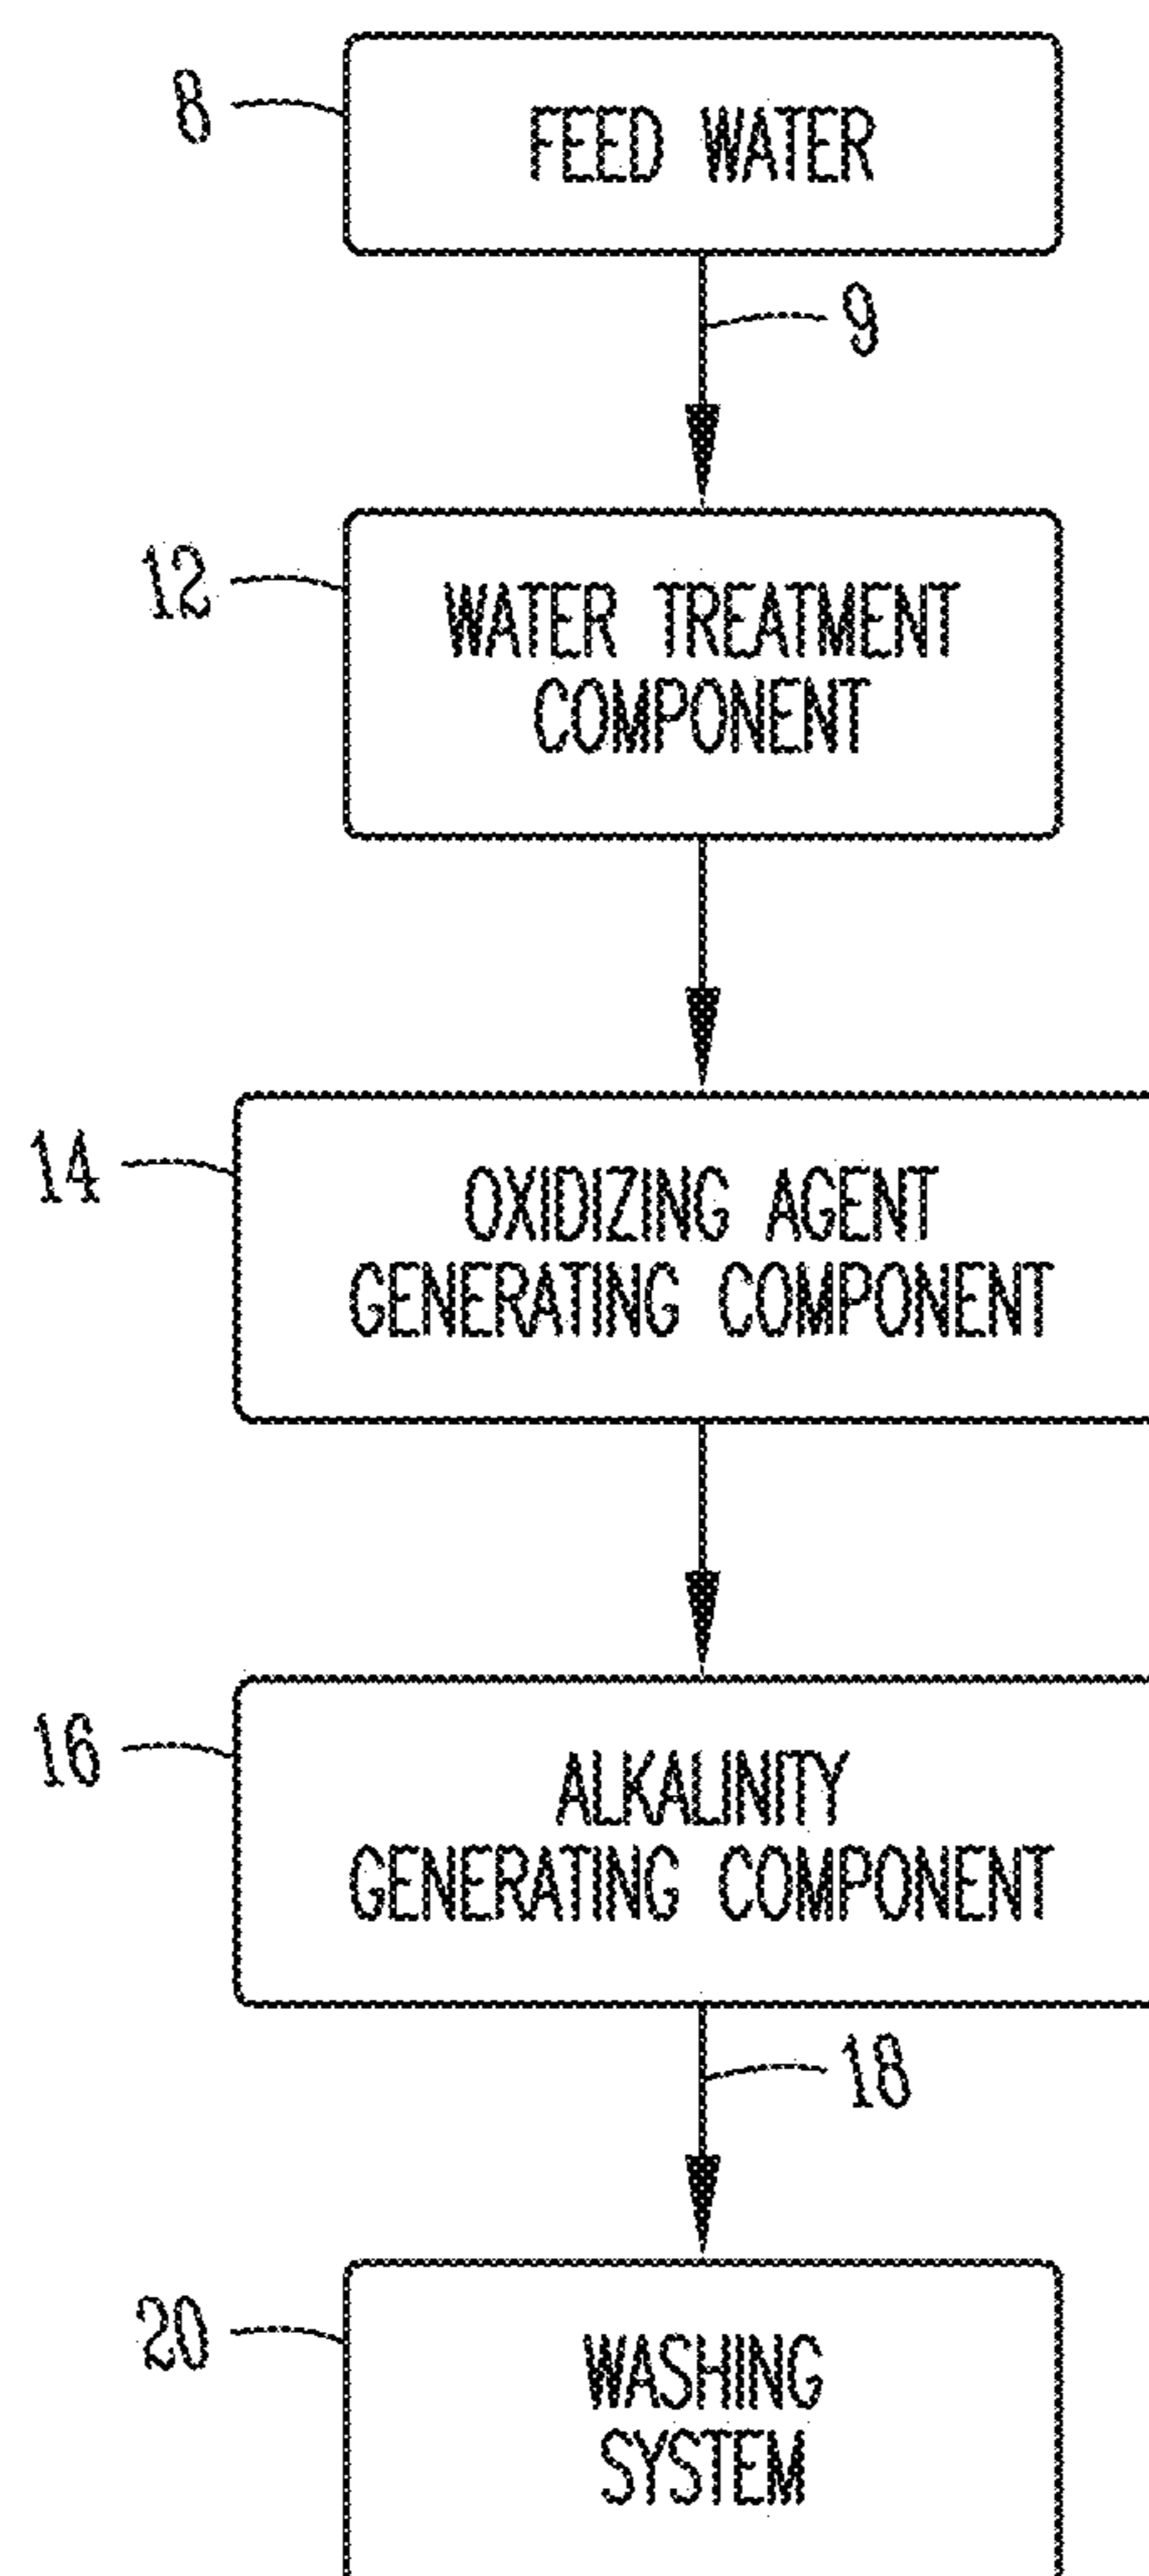 8
FEED WATER
9
12
WATER TREATMENT
COMPONENT
14
OXIDIZING AGENT
GENERATING COMPONENT
16
ALKALINITY
GENERATING COMPONENT
18
20
WASHING
SYSTEM